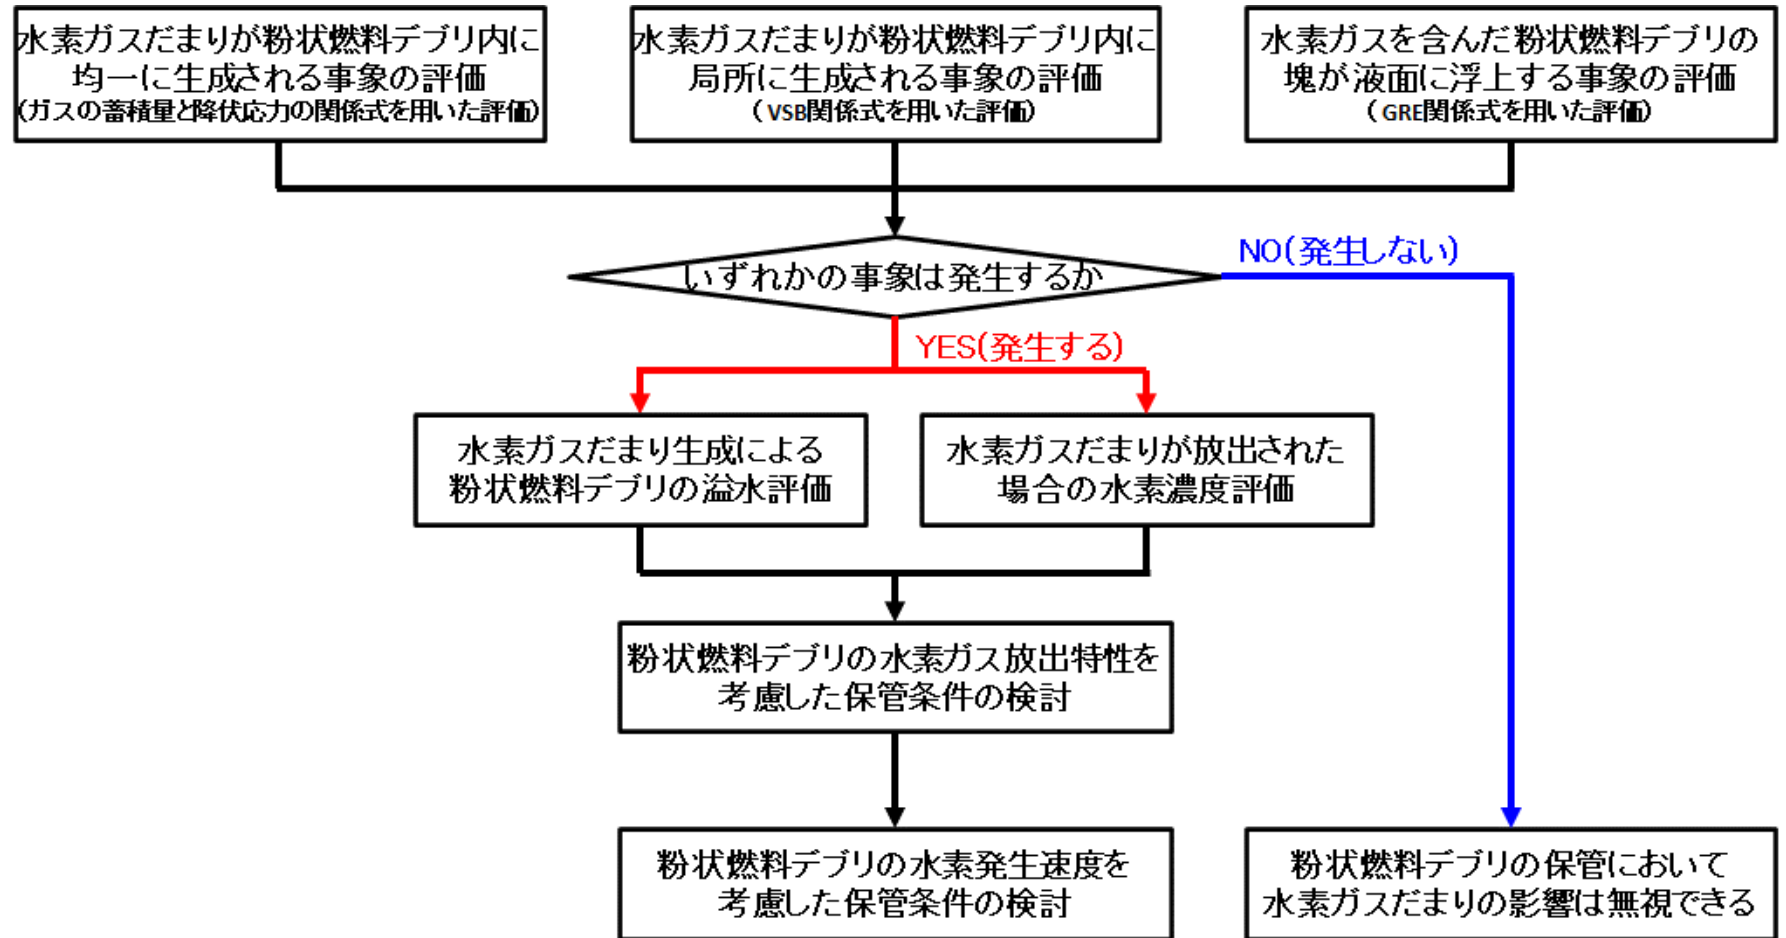 水素ガスだまりが粉状燃料デブリ内に
均一に生成される事象の評価
(ガスの蓄積量と降伏応力の関係式を用いた評価)
水素ガスだまりが粉状燃料デブリ内に
局所に生成される事象の評価
(VSB関係式を用いた評価)
水素ガスを含んだ粉状燃料デブリの
塊が液面に浮上する事象の評価
(GRE関係式を用いた評価)
いずれかの事象は発生するか
NO(発生しない)
YES(発生する)
水素ガスだまり生成による
粉状燃料デブリの溢水評価
水素ガスだまりが放出された
場合の水素濃度評価
粉状燃料デブリの水素ガス放出特性を
考慮した保管条件の検討
粉状燃料デブリの水素発生速度を
考慮した保管条件の検討
粉状燃料デブリの保管において
水素ガスだまりの影響は無視できる